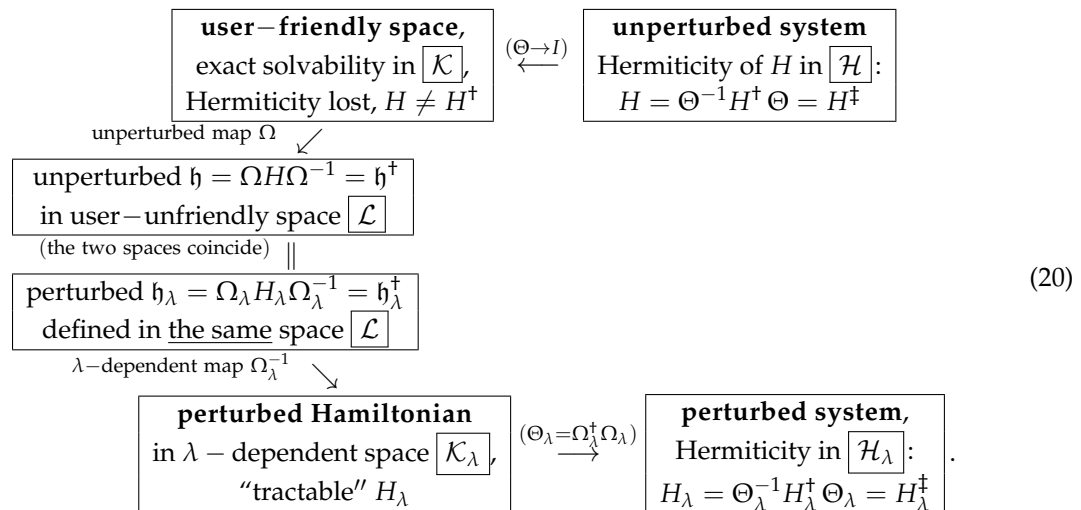 user−friendly space, (Θ→I) unperturbed system
exact solvability in K, ⟵ Hermiticity of H in H:
Hermiticity lost, H ≠ H† H = Θ⁻¹H† Θ = H‡
unperturbed map Ω ↙
unperturbed 𝔥 = ΩHΩ⁻¹ = 𝔥†
in user−unfriendly space L
(the two spaces coincide) ||
perturbed 𝔥_λ = Ω_λ H_λ Ω_λ⁻¹ = 𝔥_λ†
defined in the same space L
(20)
λ−dependent map Ω_λ⁻¹ ↘
perturbed Hamiltonian (Θ_λ=Ω_λ†Ω_λ) perturbed system,
in λ − dependent space K_λ, ⟶ Hermiticity in H_λ: .
“tractable” H_λ H_λ = Θ_λ⁻¹H_λ† Θ_λ = H_λ‡